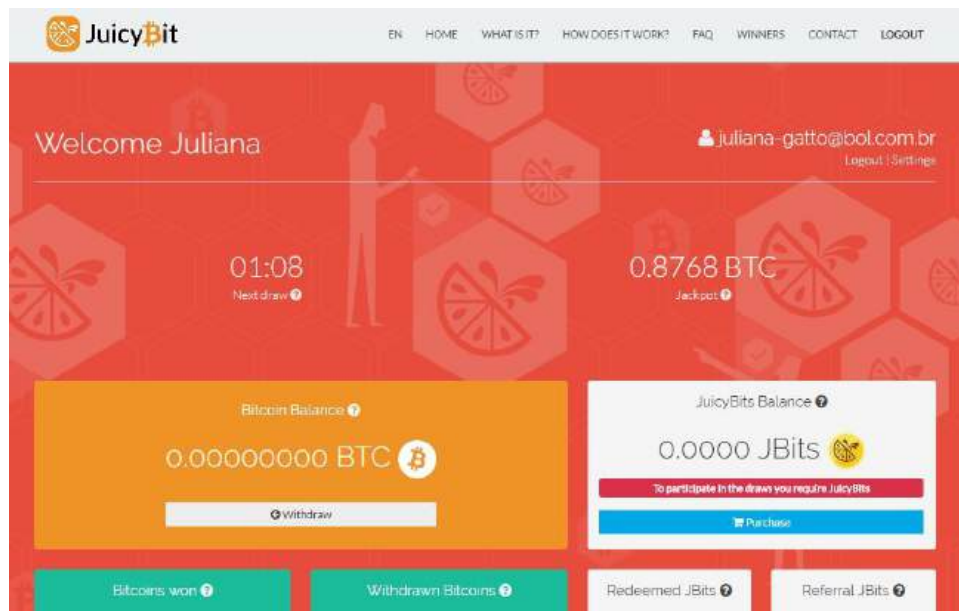 JuicyBit
EN HOME WHAT IS IT? HOW DOES IT WORK? FAQ WINNERS CONTACT LOGOUT
Welcome Juliana
juliana-gatto@bol.com.br
Logout | Settings
01:08
Next draw
0.8768 BTC
Jackpot
Bitcoin Balance
0.00000000 BTC
Withdraw
JuicyBits Balance
0.0000 JBits
To participate in the draws you require JuicyBits
Purchase
Bitcoins won
Withdrawn Bitcoins
Redeemed JBits
Referral JBits